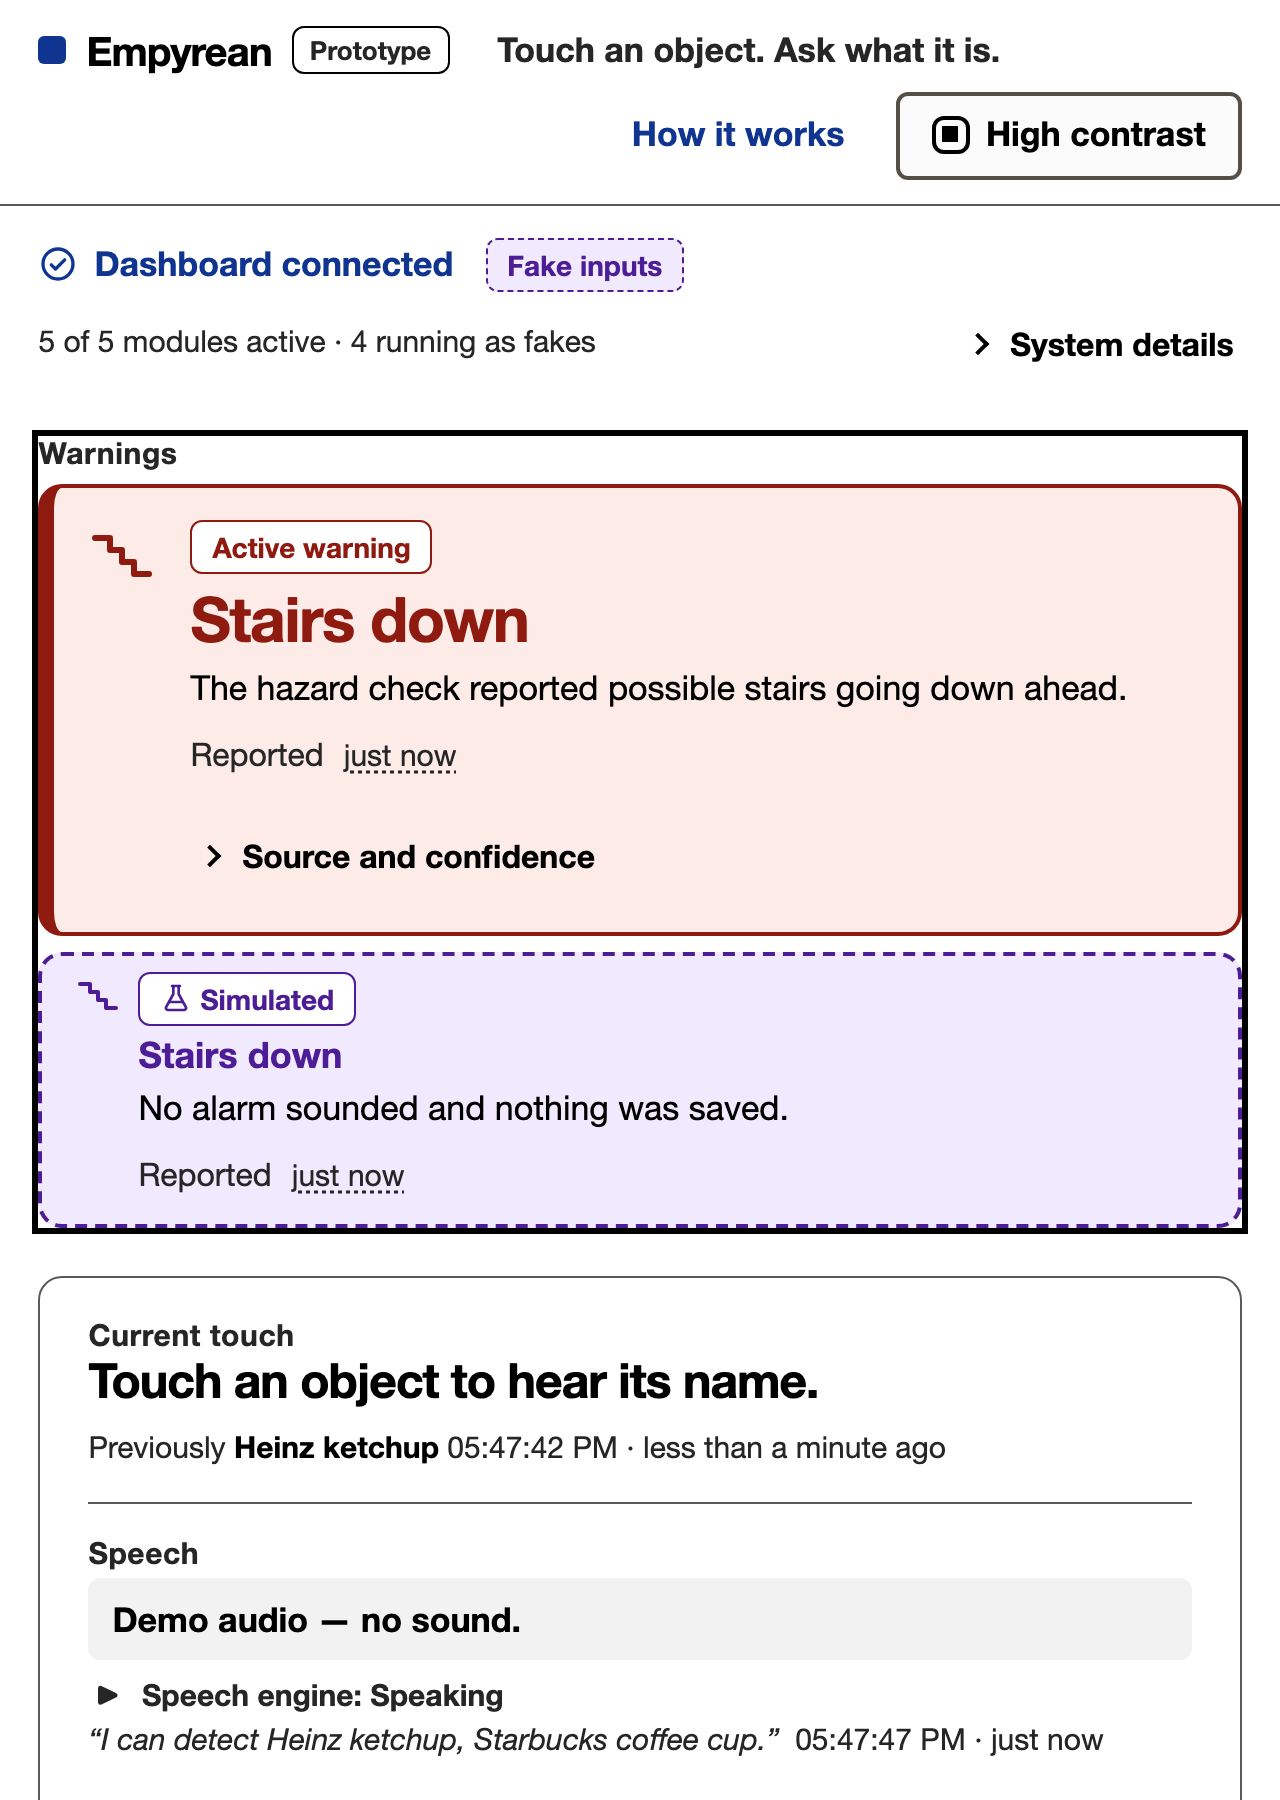 Empyrean Prototype Touch an object. Ask what it is.
How it works High contrast
Dashboard connected Fake inputs
5 of 5 modules active · 4 running as fakes System details
Warnings
Active warning
Stairs down
The hazard check reported possible stairs going down ahead.
Reported just now
Source and confidence
Simulated
Stairs down
No alarm sounded and nothing was saved.
Reported just now
Current touch
Touch an object to hear its name.
Previously Heinz ketchup 05:47:42 PM · less than a minute ago
Speech
Demo audio — no sound.
Speech engine: Speaking
“I can detect Heinz ketchup, Starbucks coffee cup.” 05:47:47 PM · just now